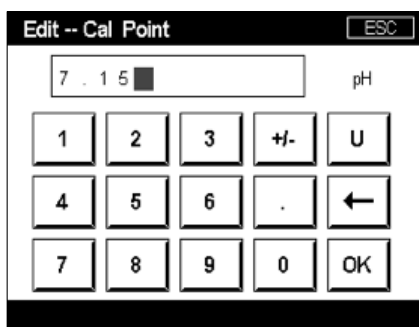 Edit -- Cal Point ESC
7 . 1 5 pH
1 2 3 +/- U
4 5 6 . ←
7 8 9 0 OK